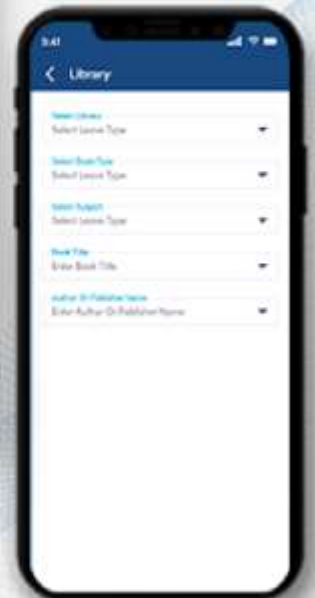 9:41
Library
Select Library
Select Leave Type
Select Book Type
Select Leave Type
Select Subject
Select Leave Type
Book Title
Enter Book Title
Author Or Publisher Name
Enter Author Or Publisher Name